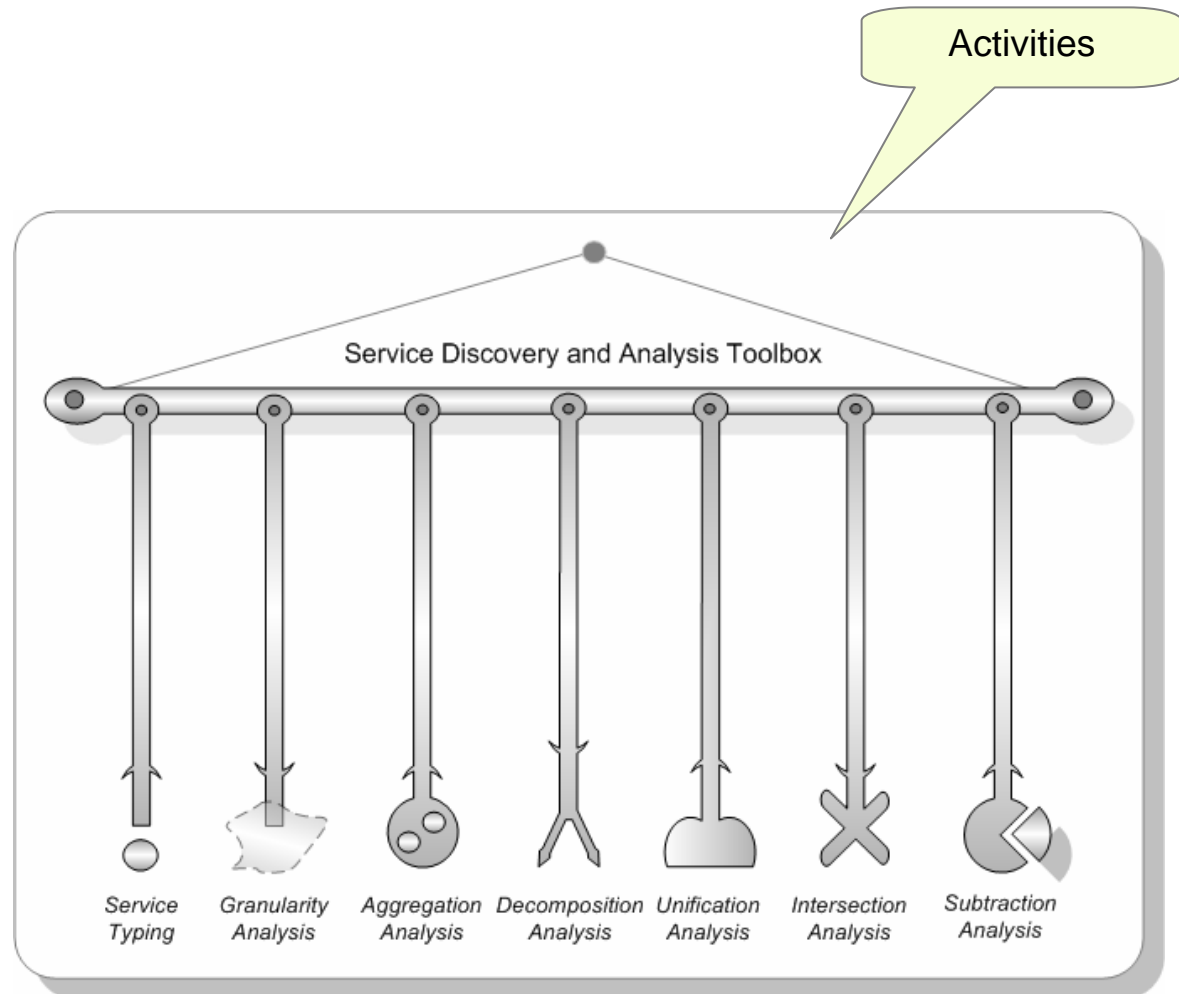 Activities
Service Discovery and Analysis Toolbox
Service
Typing
Granularity
Analysis
Aggregation
Analysis
Decomposition
Analysis
Unification
Analysis
Intersection
Analysis
Subtraction
Analysis